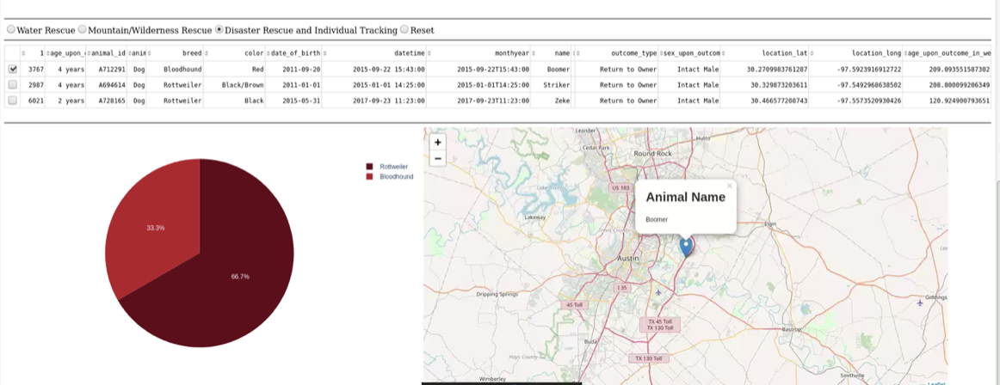 Water Rescue Mountain/Wilderness Rescue Disaster Rescue and Individual Tracking Reset
1 age_upon_ animal_id anim breed color date_of_birth datetime monthyear name outcome_type sex_upon_outcom location_lat location_long age_upon_outcome_in_we
3767 4 years A712291 Dog Bloodhound Red 2011-09-20 2015-09-22 15:43:00 2015-09-22T15:43:00 Boomer Return to Owner Intact Male 30.2709983761287 -97.5923916912722 209.093551587302
2987 4 years A694614 Dog Rottweiler Black/Brown 2011-01-01 2015-01-01 14:25:00 2015-01-01T14:25:00 Striker Return to Owner Intact Male 30.329873203611 -97.5492968638502 208.800099206349
6021 2 years A728165 Dog Rottweiler Black 2015-05-31 2017-09-23 11:23:00 2017-09-23T11:23:00 Zeke Return to Owner Intact Male 30.466577208743 -97.5573520930426 120.924900793651
Rottweiler
Bloodhound
33.3%
66.7%
+
−
Leander
Hutto
Cedar Park
Round Rock
US 183
Animal Name
×
Boomer
Lakeway
Travis County
Elgin
Austin
I 35
Dripping Springs
45 Toll
Giddings
TX 45 Toll
TX 130 Toll
Bastrop
Buda
Hays County
TX 130 Toll
Wimberley
Smithville
Leaflet